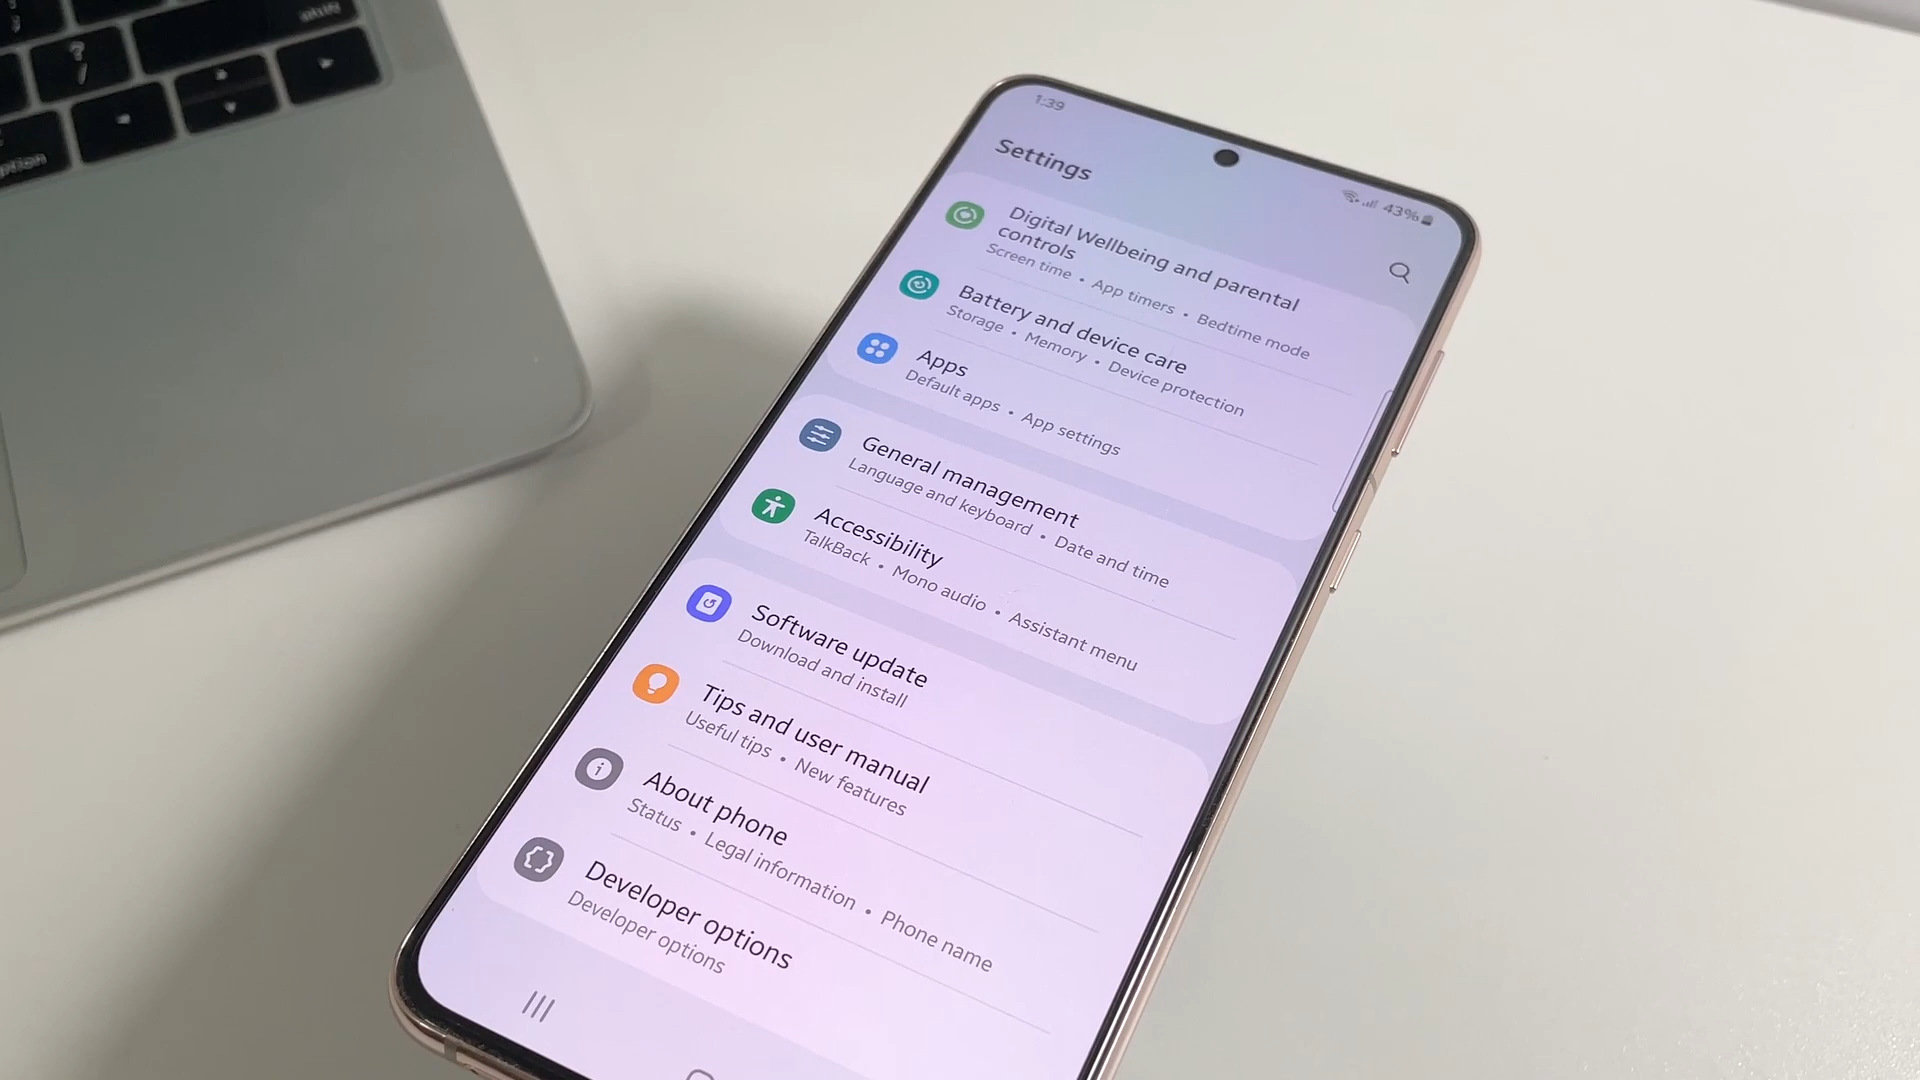 shift
?
/
option
1:39
43%
Settings
Digital Wellbeing and parental
controls
Screen time • App timers • Bedtime mode
Battery and device care
Storage • Memory • Device protection
Apps
Default apps • App settings
General management
Language and keyboard • Date and time
Accessibility
TalkBack • Mono audio • Assistant menu
Software update
Download and install
Tips and user manual
Useful tips • New features
About phone
Status • Legal information • Phone name
Developer options
Developer options